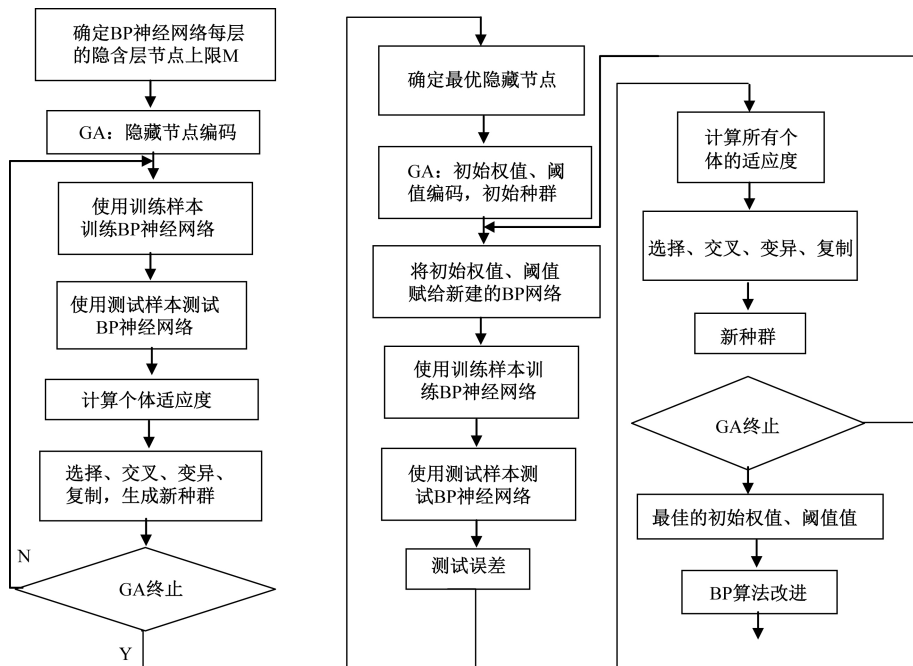 确定BP神经网络每层
的隐含层节点上限M
GA：隐藏节点编码
使用训练样本
训练BP神经网络
使用测试样本测试
BP神经网络
计算个体适应度
选择、交叉、变异、
复制，生成新种群
N
GA终止
Y
确定最优隐藏节点
GA：初始权值、阈
值编码，初始种群
将初始权值、阈值
赋给新建的BP网络
使用训练样本训
练BP神经网络
使用测试样本测
试BP神经网络
测试误差
计算所有个
体的适应度
选择、交叉、变异、复制
新种群
GA终止
最佳的初始权值、阈值值
BP算法改进